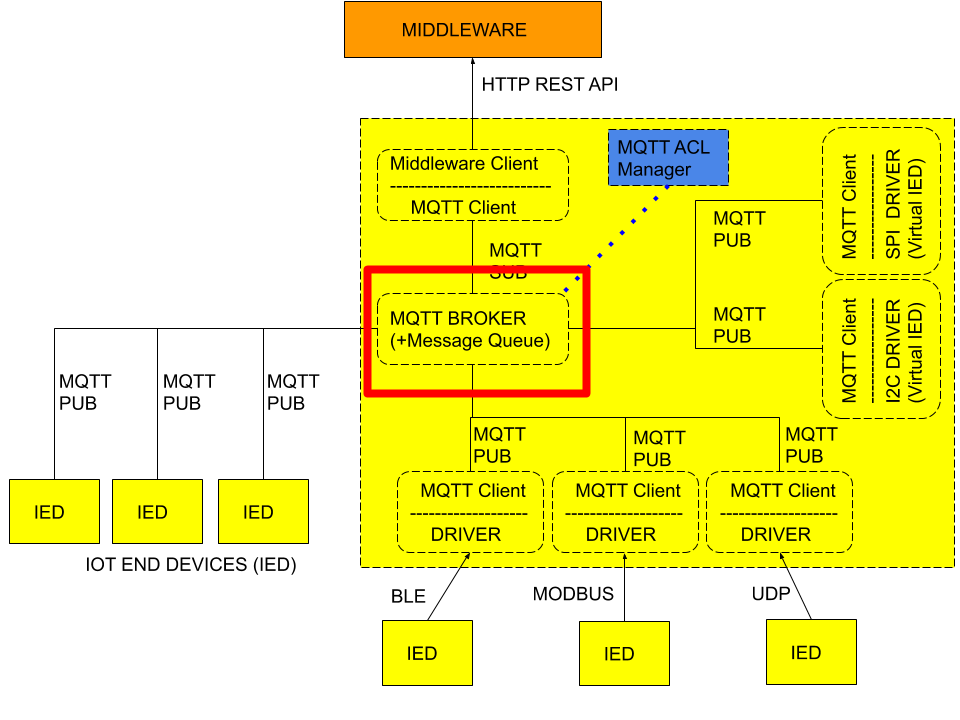 MIDDLEWARE
HTTP REST API
Middleware Client
MQTT Client
MQTT ACL
Manager
MQTT
SUB
MQTT BROKER
(+Message Queue)
MQTT
PUB
MQTT
PUB
MQTT Client
SPI DRIVER
(Virtual IED)
MQTT Client
I2C DRIVER
(Virtual IED)
MQTT
PUB
MQTT
PUB
MQTT
PUB
IED
IED
IED
IOT END DEVICES (IED)
MQTT
PUB
MQTT
PUB
MQTT
PUB
MQTT Client
DRIVER
MQTT Client
DRIVER
MQTT Client
DRIVER
BLE
MODBUS
UDP
IED
IED
IED